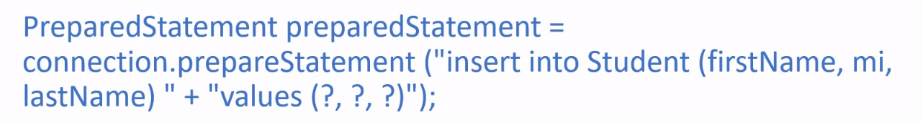 PreparedStatement preparedStatement =
connection.prepareStatement ("insert into Student (firstName, mi,
lastName) " + "values (?, ?, ?)");